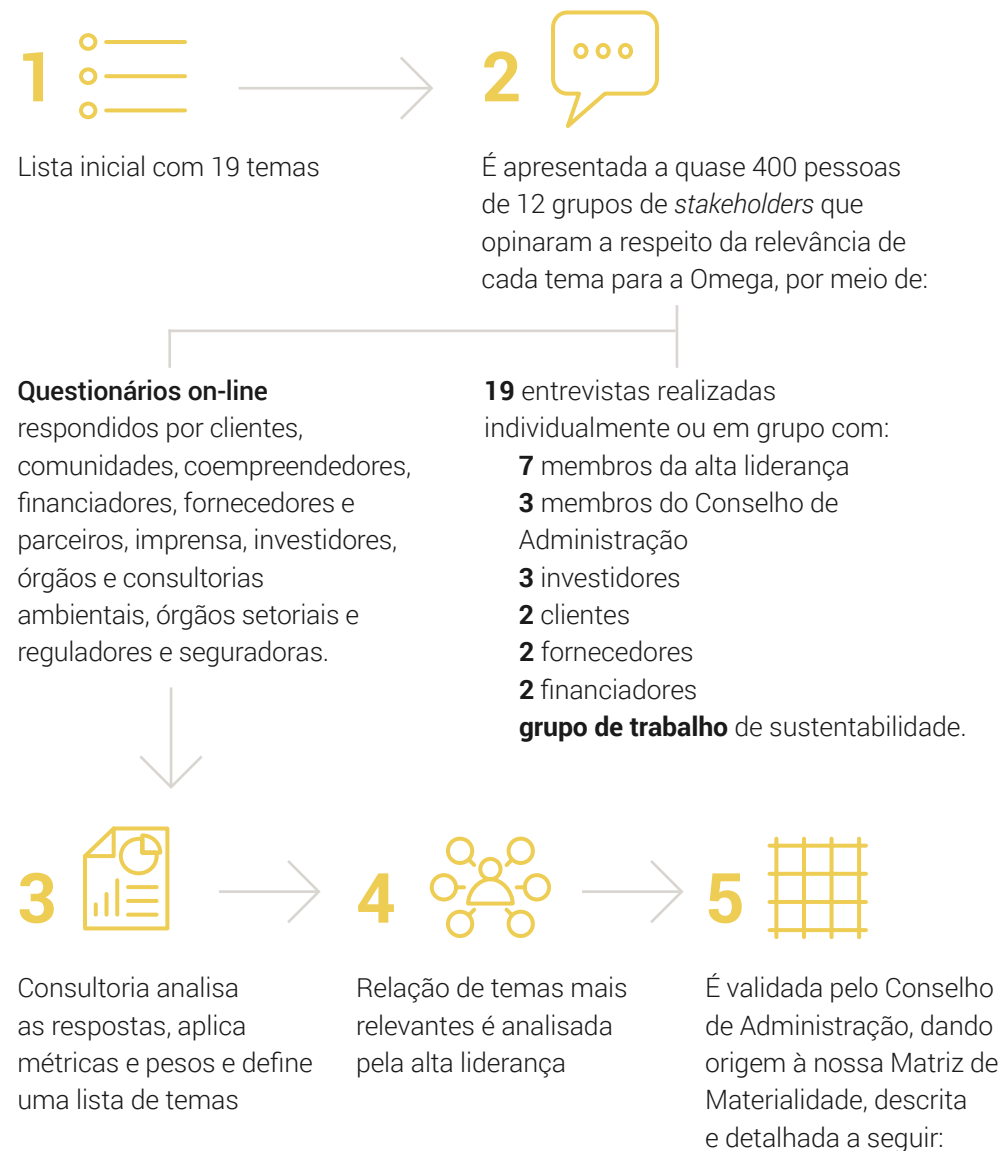 1
Lista inicial com 19 temas
2
É apresentada a quase 400 pessoas
de 12 grupos de stakeholders que
opinaram a respeito da relevância de
cada tema para a Omega, por meio de:
Questionários on-line
respondidos por clientes,
comunidades, coempreendedores,
financiadores, fornecedores e
parceiros, imprensa, investidores,
órgãos e consultorias
ambientais, órgãos setoriais e
reguladores e seguradoras.
19 entrevistas realizadas
individualmente ou em grupo com:
7 membros da alta liderança
3 membros do Conselho de
Administração
3 investidores
2 clientes
2 fornecedores
2 financiadores
grupo de trabalho de sustentabilidade.
3
Consultoria analisa
as respostas, aplica
métricas e pesos e define
uma lista de temas
4
Relação de temas mais
relevantes é analisada
pela alta liderança
5
É validada pelo Conselho
de Administração, dando
origem à nossa Matriz de
Materialidade, descrita
e detalhada a seguir: